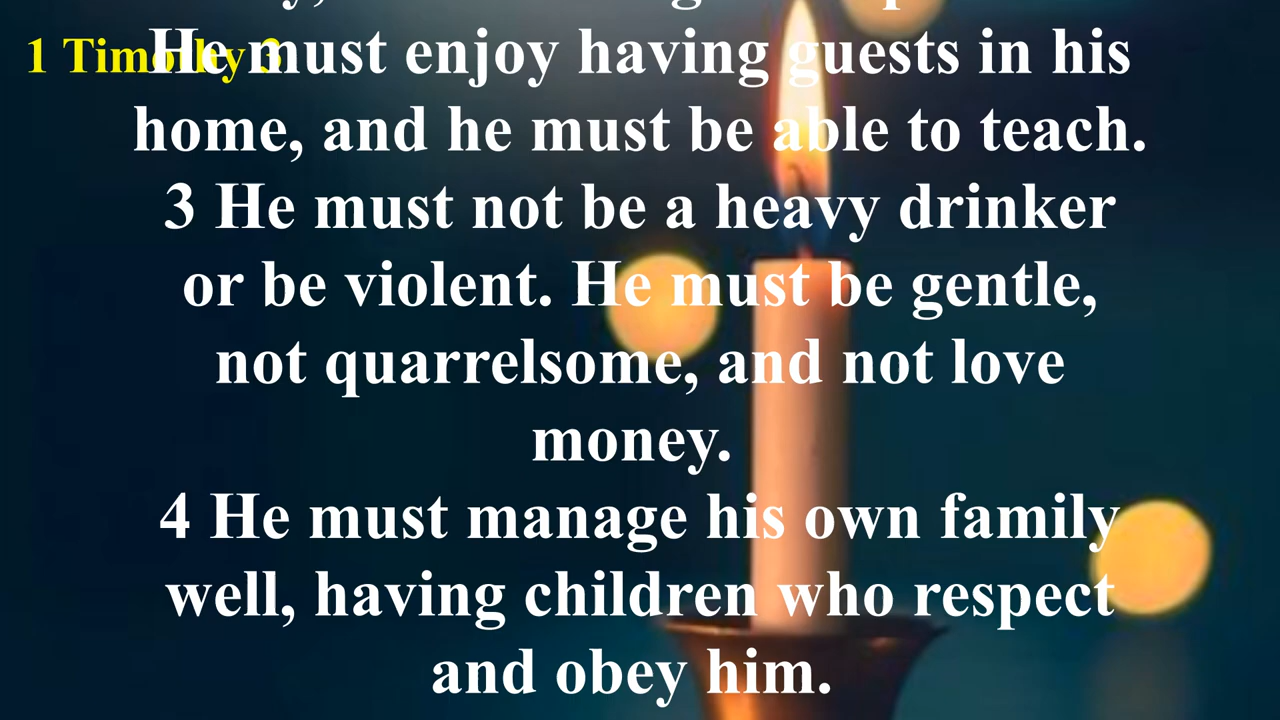 1 Timothy 3
He must enjoy having guests in his
home, and he must be able to teach.
3 He must not be a heavy drinker
or be violent. He must be gentle,
not quarrelsome, and not love
money.
4 He must manage his own family
well, having children who respect
and obey him.